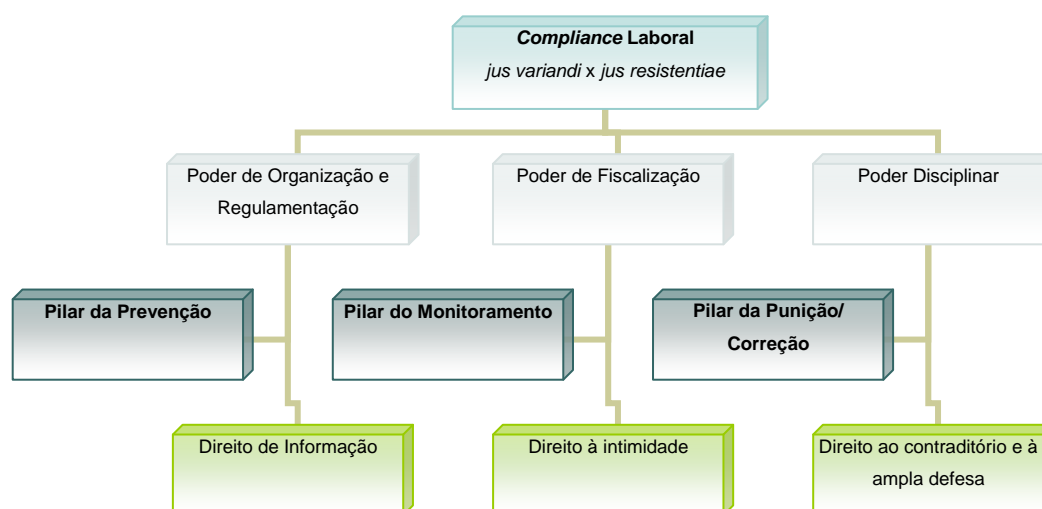 Compliance Laboral
jus variandi x jus resistentiae
Poder de Organização e
Regulamentação
Poder de Fiscalização
Poder Disciplinar
Pilar da Prevenção
Pilar do Monitoramento
Pilar da Punição/
Correção
Direito de Informação
Direito à intimidade
Direito ao contraditório e à
ampla defesa